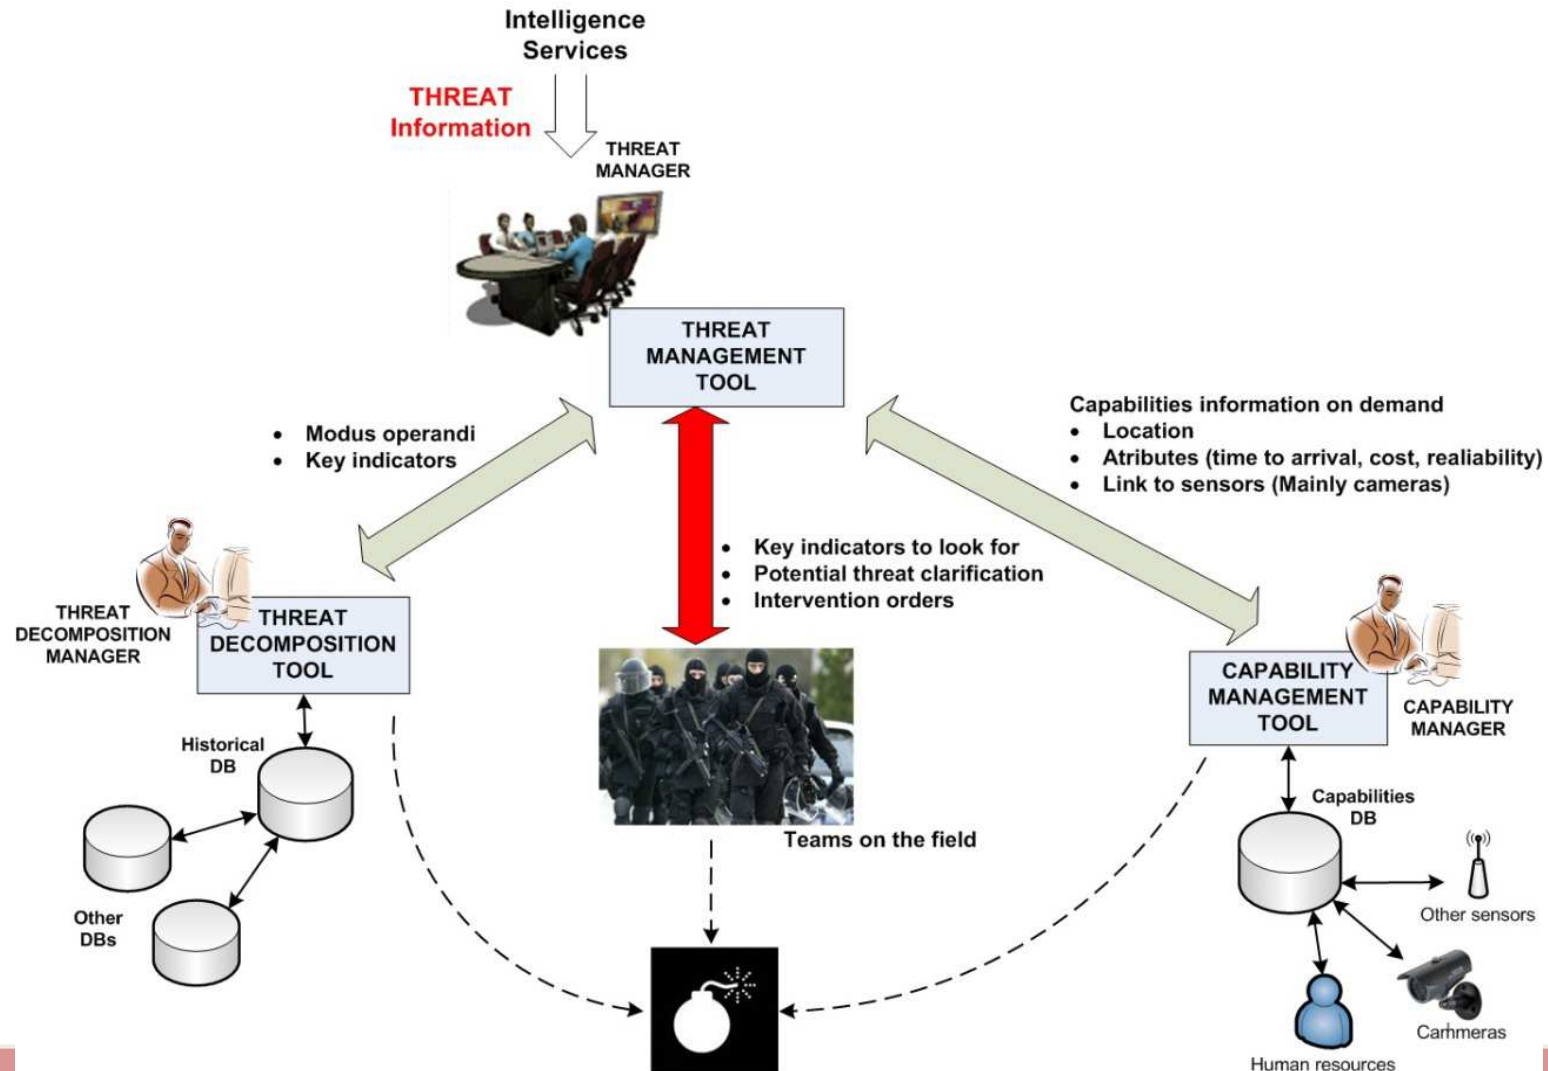 Intelligence
Services
THREAT
Information
THREAT
MANAGER
THREAT
MANAGEMENT
TOOL
• Modus operandi
• Key indicators
Capabilities information on demand
• Location
• Atributes (time to arrival, cost, realiability)
• Link to sensors (Mainly cameras)
• Key indicators to look for
• Potential threat clarification
• Intervention orders
THREAT
DECOMPOSITION
MANAGER
THREAT
DECOMPOSITION
TOOL
CAPABILITY
MANAGEMENT
TOOL
CAPABILITY
MANAGER
Historical
DB
Other
DBs
Teams on the field
Capabilities
DB
Other sensors
Carhmeras
Human resources